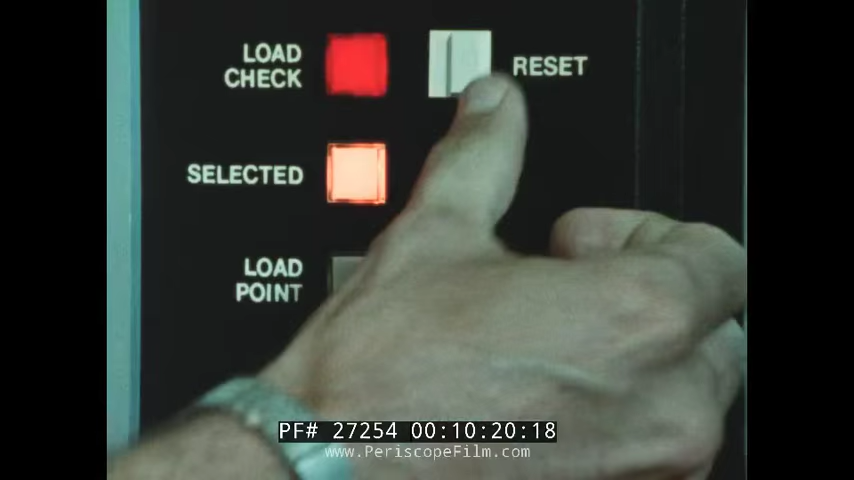 LOAD
CHECK
RESET
SELECTED
LOAD
POINT
PF# 27254 00:10:20:18
www.PeriscopeFilm.com